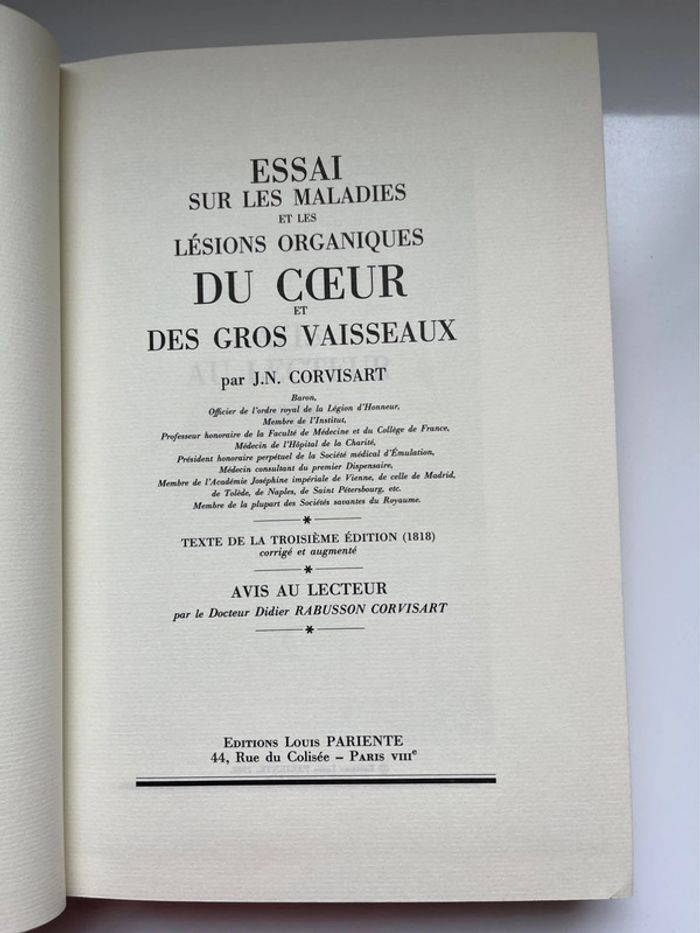 ESSAI
SUR LES MALADIES
ET LES
LÉSIONS ORGANIQUES
DU CŒUR
ET
DES GROS VAISSEAUX
par J.N. CORVISART
Baron,
Officier de l'ordre royal de la Légion d'Honneur,
Membre de l'Institut,
Professeur honoraire de la Faculté de Médecine et du Collège de France,
Médecin de l'Hôpital de la Charité,
Président honoraire perpétuel de la Société médical d'Émulation,
Médecin consultant du premier Dispensaire,
Membre de l'Académie Joséphine impériale de Vienne, de celle de Madrid,
de Tolède, de Naples, de Saint Pétersbourg, etc.
Membre de la plupart des Sociétés savantes du Royaume.
*
TEXTE DE LA TROISIÈME ÉDITION (1818)
corrigé et augmenté
*
AVIS AU LECTEUR
par le Docteur Didier RABUSSON CORVISART
*
EDITIONS LOUIS PARIENTE
44, RUE DU COLISÉE – PARIS VIIIe